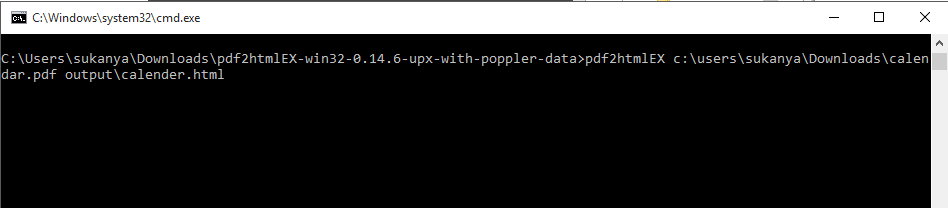 C:\Windows\system32\cmd.exe
C:\Users\sukanya\Downloads\pdf2htmlEX-win32-0.14.6-upx-with-poppler-data>pdf2htmlEX c:\users\sukanya\Downloads\calen
dar.pdf output\calender.html